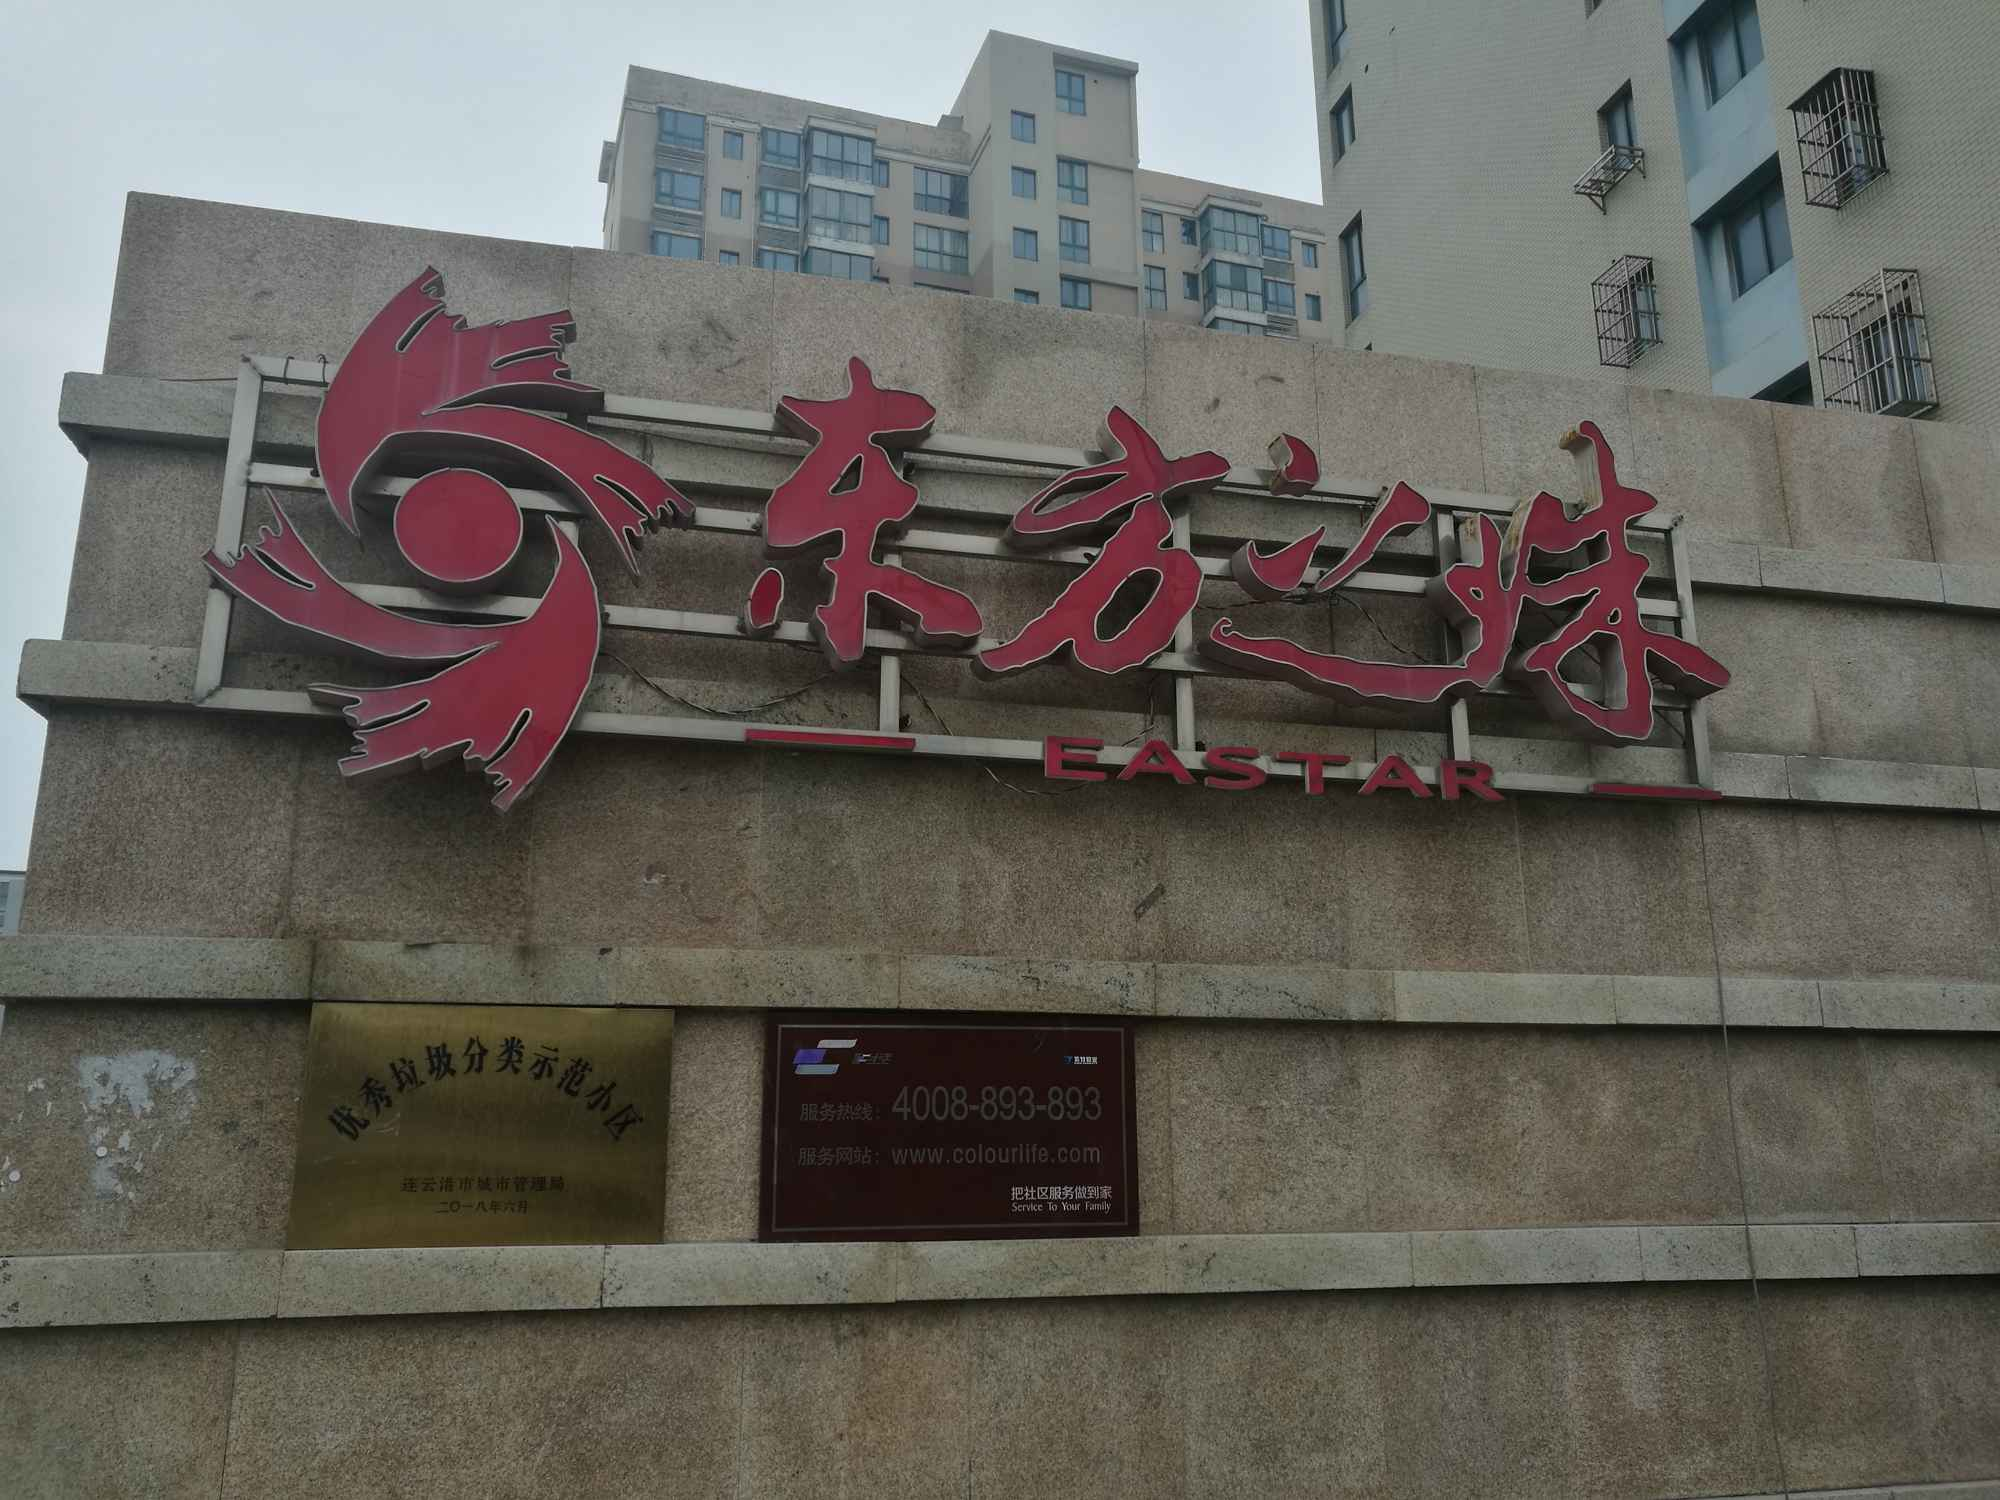 东方之珠
EASTAR
优秀垃圾分类示范小区
连云港市城市管理局
二〇一八年六月
服务热线：4008-893-893
服务网站：www.colourlife.com
把社区服务做到家
Service To Your Family